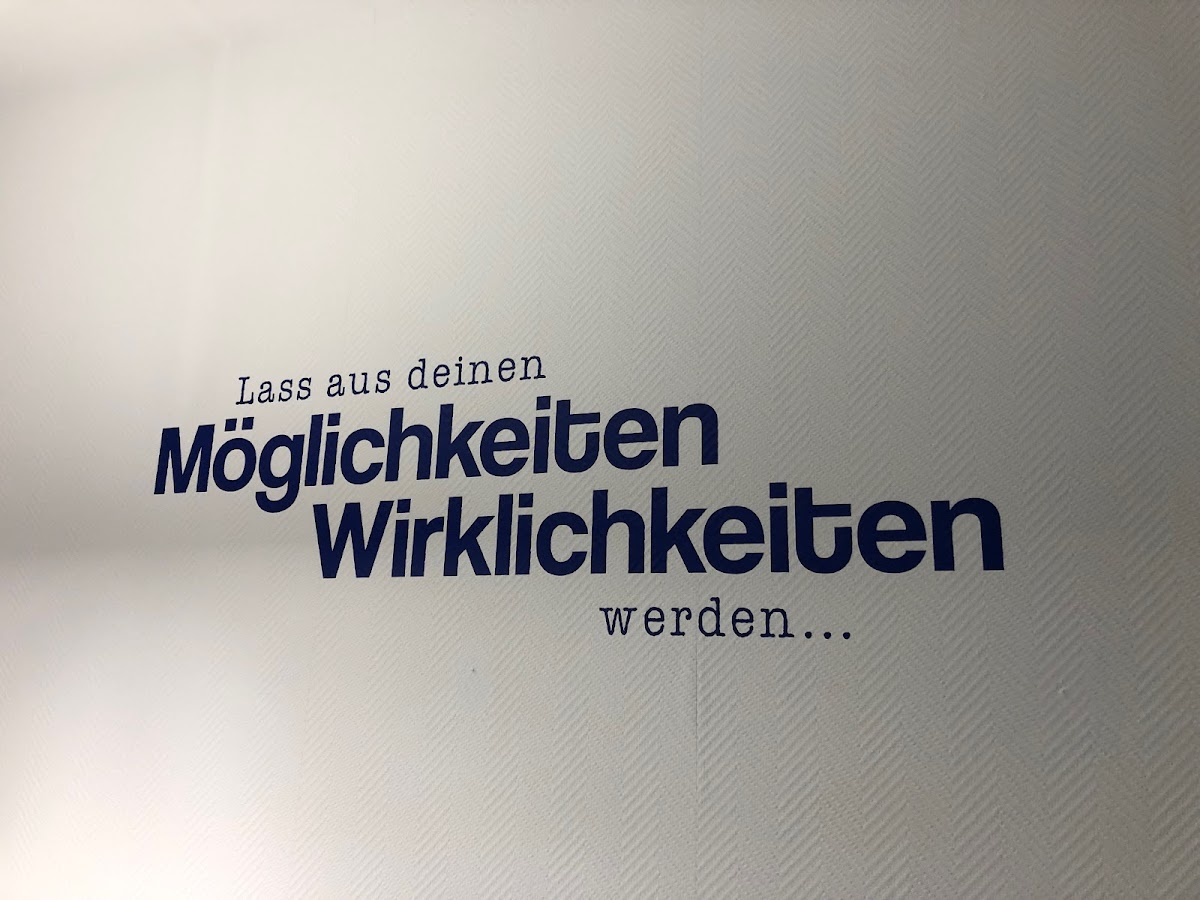 Lass aus deinen
Möglichkeiten
Wirklichkeiten
werden...